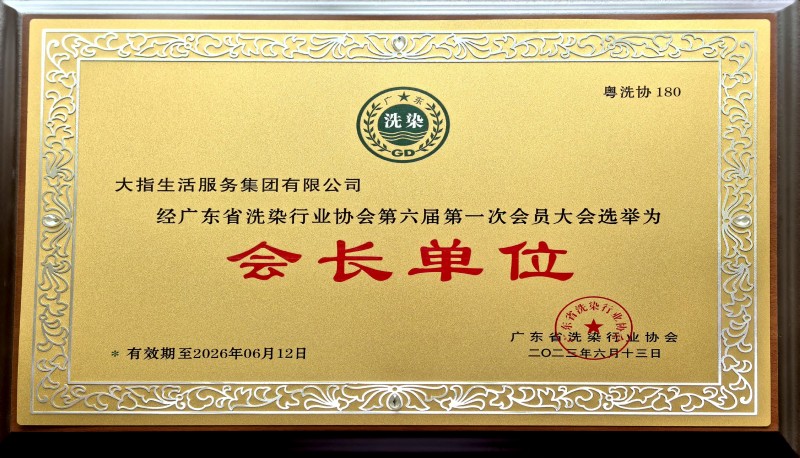 粤洗协 180
广★东
洗染
GD
大指生活服务集团有限公司
经广东省洗染行业协会第六届第一次会员大会选举为
会长单位
广东省洗染行业协会
广东省洗染行业协会
二〇二三年六月十三日
* 有效期至2026年06月12日